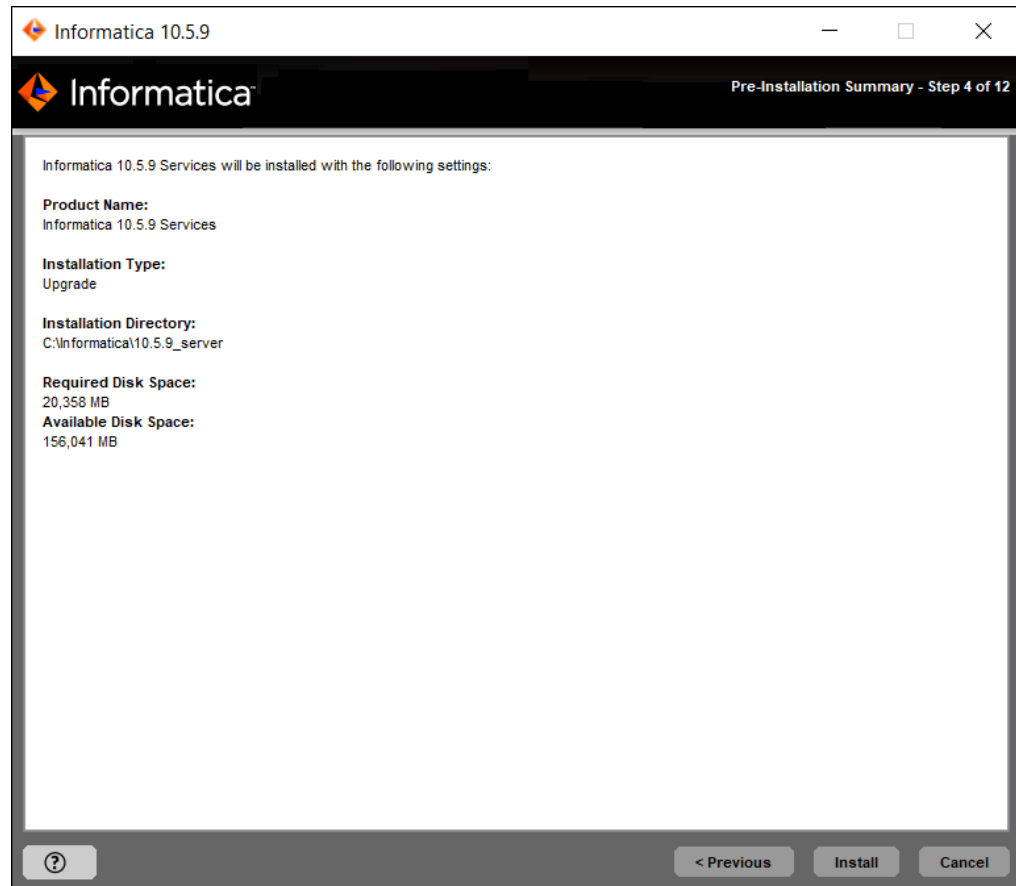 Informatica 10.5.9
Informatica
Pre-Installation Summary - Step 4 of 12
Informatica 10.5.9 Services will be installed with the following settings:
Product Name:
Informatica 10.5.9 Services
Installation Type:
Upgrade
Installation Directory:
C:\Informatica\10.5.9_server
Required Disk Space:
20,358 MB
Available Disk Space:
156,041 MB
?
< Previous
Install
Cancel